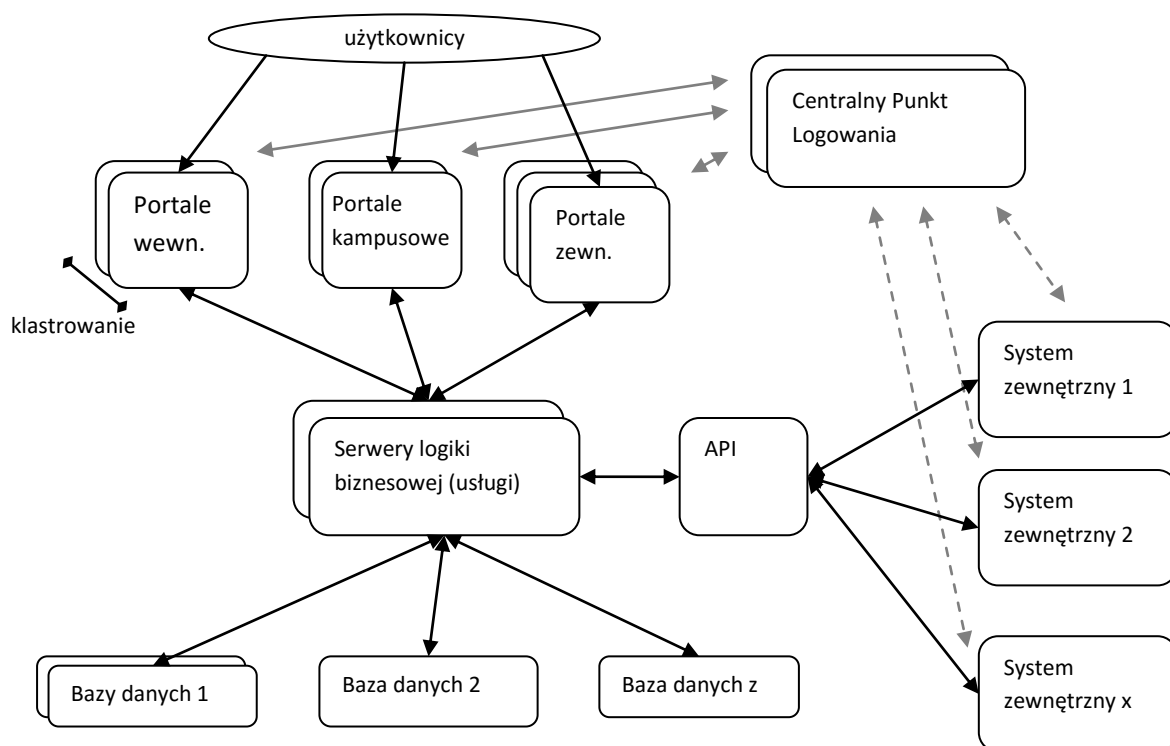 użytkownicy
Centralny Punkt
Logowania
Portale
wewn.
Portale
kampusowe
Portale
zewn.
klastrowanie
System
zewnętrzny 1
Serwery logiki
biznesowej (usługi)
API
System
zewnętrzny 2
System
zewnętrzny x
Bazy danych 1
Baza danych 2
Baza danych z